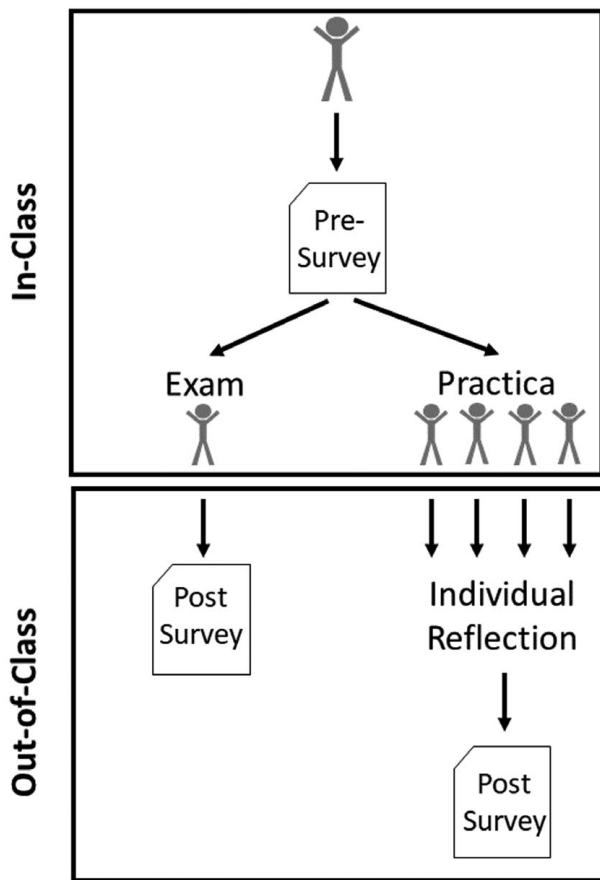 In-Class
Pre-
Survey
Exam
Practica
Out-of-Class
Post
Survey
Individual
Reflection
Post
Survey